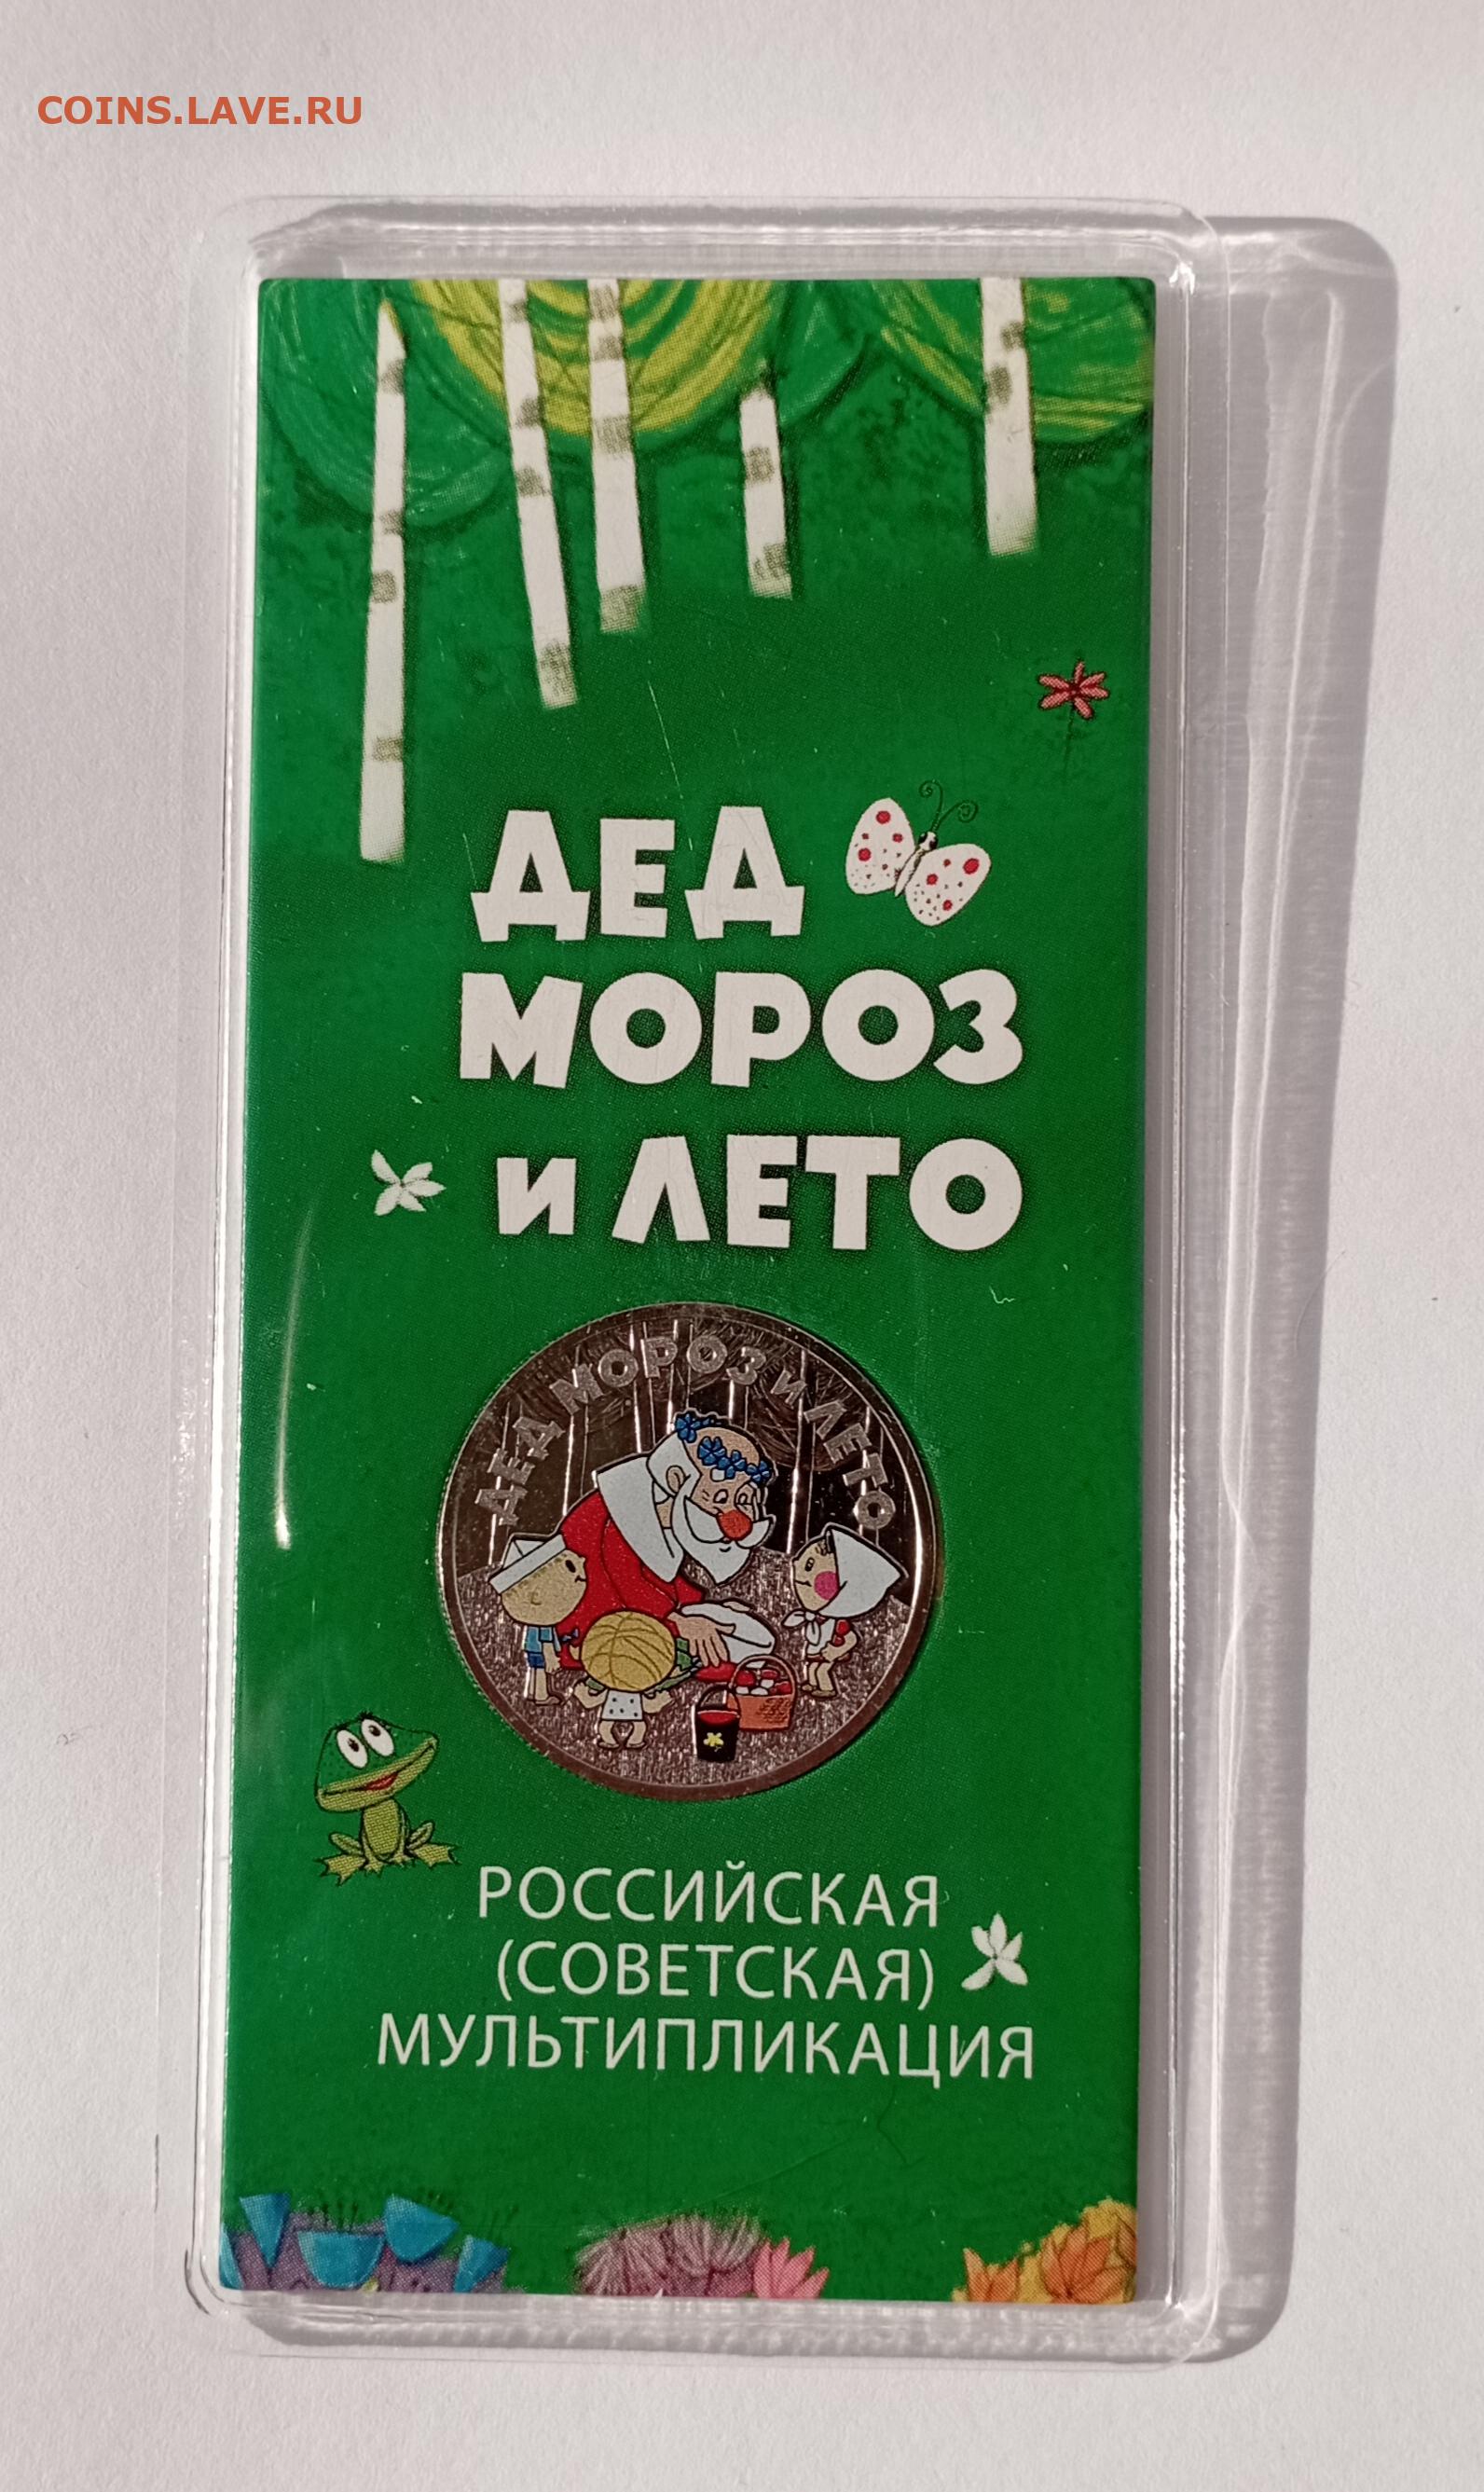 COINS.LAVE.RU
ДЕД
МОРОЗ
и ЛЕТО
ДЕД МОРОЗ и ЛЕТО
РОССИЙСКАЯ
(СОВЕТСКАЯ)
МУЛЬТИПЛИКАЦИЯ